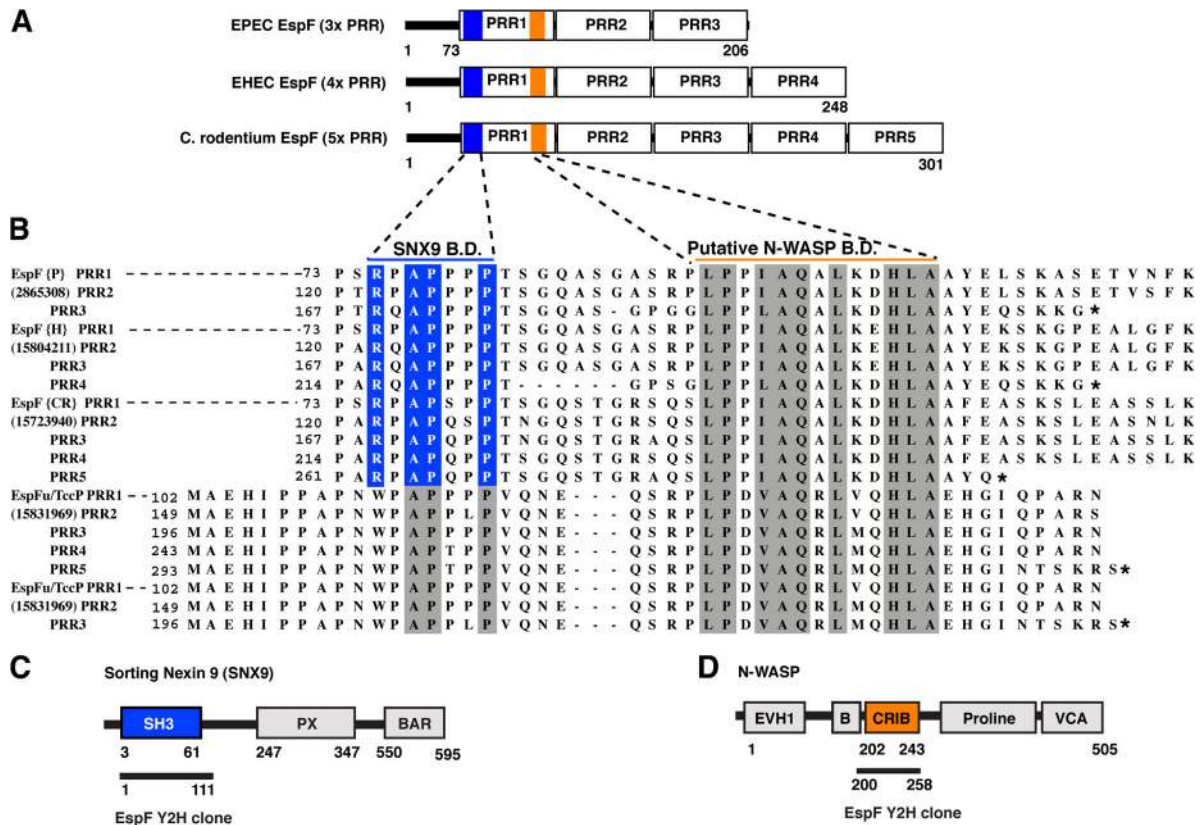 A
EPEC EspF (3x PRR) PRR1 PRR2 PRR3
1 73 206
EHEC EspF (4x PRR) PRR1 PRR2 PRR3 PRR4
1 248
C. rodentium EspF (5x PRR) PRR1 PRR2 PRR3 PRR4 PRR5
1 301
B
SNX9 B.D. Putative N-WASP B.D.
EspF {P} PRR1 73 P S R P A P P P P T S G Q A S G A S R P L P P I A Q A L K D H L A A Y E L S K A S E T V N F K
(2865308) PRR2 120 P T R P A P P P P T S G Q A S G A S R P L P P I A Q A L K D H L A A Y E L S K A S E T V S F K
PRR3 167 P T R Q A P P P P T S G Q A S - G P G G L P P L A Q A L K D H L A A Y E Q S K K G *
EspF {H} PRR1 73 P S R P A P P P P T S G Q A S G A S R P L P P I A Q A L K E H L A A Y E K S K G P E A L G F K
(15804211) PRR2 120 P A R Q A P P P P T S G Q A S G A S R P L P P I A Q A L K E H L A A Y E K S K G P E A L G F K
PRR3 167 P A R Q A P P P P T S G Q A S G A S R P L P P I A Q A L K E H L A A Y E K S K G P E A L G F K
PRR4 214 P A R Q A P P P P T - - - - - - G P S G L P P L A Q A L K D H L A A Y E Q S K K G *
EspF {CR} PRR1 73 P S R P A P S P P T S G Q S T G R S Q S L P P I A Q A L K D H L A A F E A S K S L E A S S L K
(15723940) PRR2 120 P A R P A P Q S P T N G Q S T G R S Q S L P P I A Q A L K D H L A A F E A S K S L E A S N L K
PRR3 167 P A R P A P Q P P T N G Q S T G R A Q S L P P I A Q A L K D H L A A F E A S K S L E A S S L K
PRR4 214 P A R P A P Q P P T S G Q S T G R S Q S L P P I A Q A L K D H L A A F E A S K S L E A S S L K
PRR5 261 P A R P A P Q P P T S G Q S T G R A Q S L P P I A Q A L K D H L A A Y Q *
EspFu/TccP PRR1 102 M A E H I P P A P N W P A P P P P V Q N E - - - Q S R P L P D V A Q R L V Q H L A E H G I Q P A R N
(15831969) PRR2 149 M A E H I P P A P N W P A P P L P V Q N E - - - Q S R P L P D V A Q R L V Q H L A E H G I Q P A R S
PRR3 196 M A E H I P P A P N W P A P P P P V Q N E - - - Q S R P L P D V A Q R L M Q H L A E H G I Q P A R N
PRR4 243 M A E H I P P A P N W P A P T P P V Q N E - - - Q S R P L P D V A Q R L M Q H L A E H G I Q P A R N
PRR5 293 M A E H I P P A P N W P A P T P P V Q N E - - - Q S R P L P D V A Q R L M Q H L A E H G I N T S K R S *
EspFu/TccP PRR1 102 M A E H I P P A P N W P A P P P P V Q N E - - - Q S R P L P D V A Q R L M Q H L A E H G I Q P A R N
(15831969) PRR2 149 M A E H I P P A P N W P A P P P P V Q N E - - - Q S R P L P D V A Q R L M Q H L A E H G I Q P A R N
PRR3 196 M A E H I P P A P N W P A P P L P V Q N E - - - Q S R P L P D V A Q R L M Q H L A E H G I N T S K R S *
C
Sorting Nexin 9 (SNX9)
SH3 PX BAR
3 61 247 347 550 595
1 111
EspF Y2H clone
D
N-WASP
EVH1 B CRIB Proline VCA
1 202 243 505
200 258
EspF Y2H clone